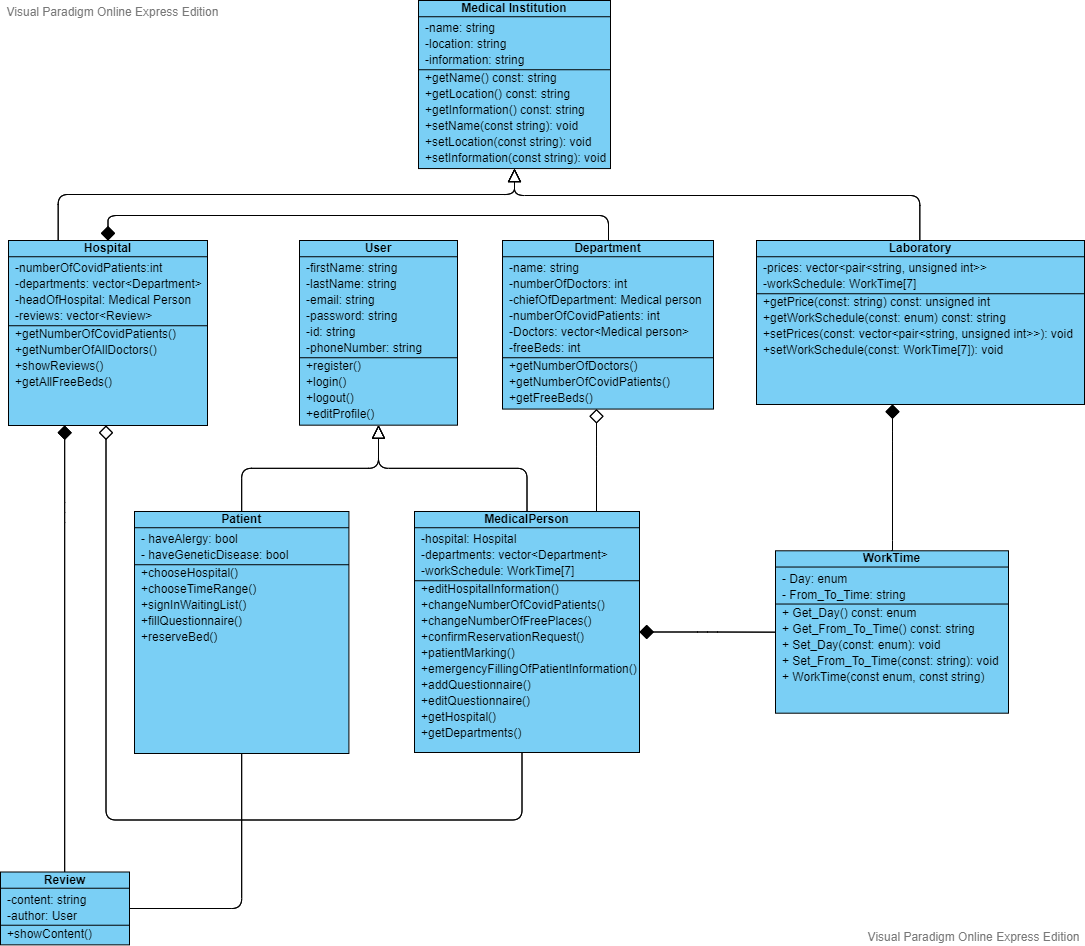 Visual Paradigm Online Express Edition
Medical Institution
-name: string
-location: string
-information: string
+getName() const: string
+getLocation() const: string
+getInformation() const: string
+setName(const string): void
+setLocation(const string): void
+setInformation(const string): void
Hospital
-numberOfCovidPatients:int
-departments: vector<Department>
-headOfHospital: Medical Person
-reviews: vector<Review>
+getNumberOfCovidPatients()
+getNumberOfAllDoctors()
+showReviews()
+getAllFreeBeds()
User
-firstName: string
-lastName: string
-email: string
-password: string
-id: string
-phoneNumber: string
+register()
+login()
+logout()
+editProfile()
Department
-name: string
-numberOfDoctors: int
-chiefOfDepartment: Medical person
-numberOfCovidPatients: int
-Doctors: vector<Medical person>
-freeBeds: int
+getNumberOfDoctors()
+getNumberOfCovidPatients()
+getFreeBeds()
Laboratory
-prices: vector<pair<string, unsigned int>>
-workSchedule: WorkTime[7]
+getPrice(const: string) const: unsigned int
+getWorkSchedule(const: enum) const: string
+setPrices(const: vector<pair<string, unsigned int>>): void
+setWorkSchedule(const: WorkTime[7]): void
Patient
- haveAlergy: bool
- haveGeneticDisease: bool
+chooseHospital()
+chooseTimeRange()
+signInWaitingList()
+fillQuestionnaire()
+reserveBed()
MedicalPerson
-hospital: Hospital
-departments: vector<Department>
-workSchedule: WorkTime[7]
+editHospitalInformation()
+changeNumberOfCovidPatients()
+changeNumberOfFreePlaces()
+confirmReservationRequest()
+patientMarking()
+emergencyFillingOfPatientInformation()
+addQuestionnaire()
+editQuestionnaire()
+getHospital()
+getDepartments()
WorkTime
- Day: enum
- From_To_Time: string
+ Get_Day() const: enum
+ Get_From_To_Time() const: string
+ Set_Day(const: enum): void
+ Set_From_To_Time(const: string): void
+ WorkTime(const enum, const string)
Review
-content: string
-author: User
+showContent()
Visual Paradigm Online Express Edition